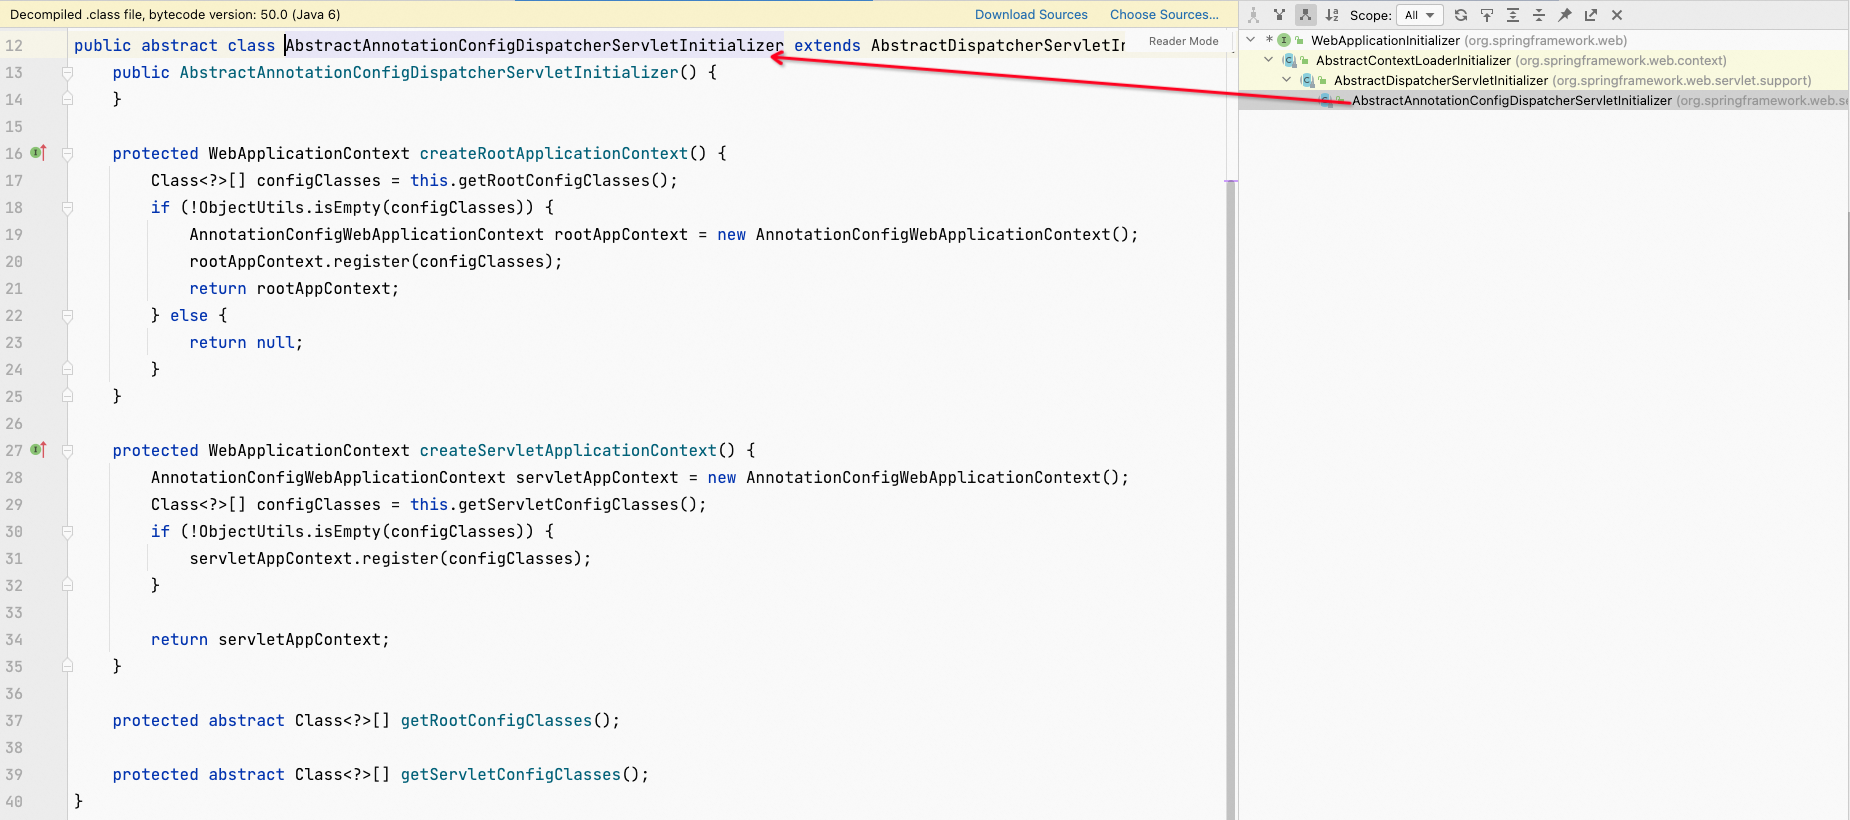 Decompiled .class file, bytecode version: 50.0 (Java 6) Download Sources Choose Sources...
12 public abstract class AbstractAnnotationConfigDispatcherServletInitializer extends AbstractDispatcherServletIn
Reader Mode
13 public AbstractAnnotationConfigDispatcherServletInitializer() {
14 }
15
16 protected WebApplicationContext createRootApplicationContext() {
17 Class<?>[] configClasses = this.getRootConfigClasses();
18 if (!ObjectUtils.isEmpty(configClasses)) {
19 AnnotationConfigWebApplicationContext rootAppContext = new AnnotationConfigWebApplicationContext();
20 rootAppContext.register(configClasses);
21 return rootAppContext;
22 } else {
23 return null;
24 }
25 }
26
27 protected WebApplicationContext createServletApplicationContext() {
28 AnnotationConfigWebApplicationContext servletAppContext = new AnnotationConfigWebApplicationContext();
29 Class<?>[] configClasses = this.getServletConfigClasses();
30 if (!ObjectUtils.isEmpty(configClasses)) {
31 servletAppContext.register(configClasses);
32 }
33
34 return servletAppContext;
35 }
36
37 protected abstract Class<?>[] getRootConfigClasses();
38
39 protected abstract Class<?>[] getServletConfigClasses();
40 }
Scope: All
* WebApplicationInitializer (org.springframework.web)
AbstractContextLoaderInitializer (org.springframework.web.context)
AbstractDispatcherServletInitializer (org.springframework.web.servlet.support)
AbstractAnnotationConfigDispatcherServletInitializer (org.springframework.web.se